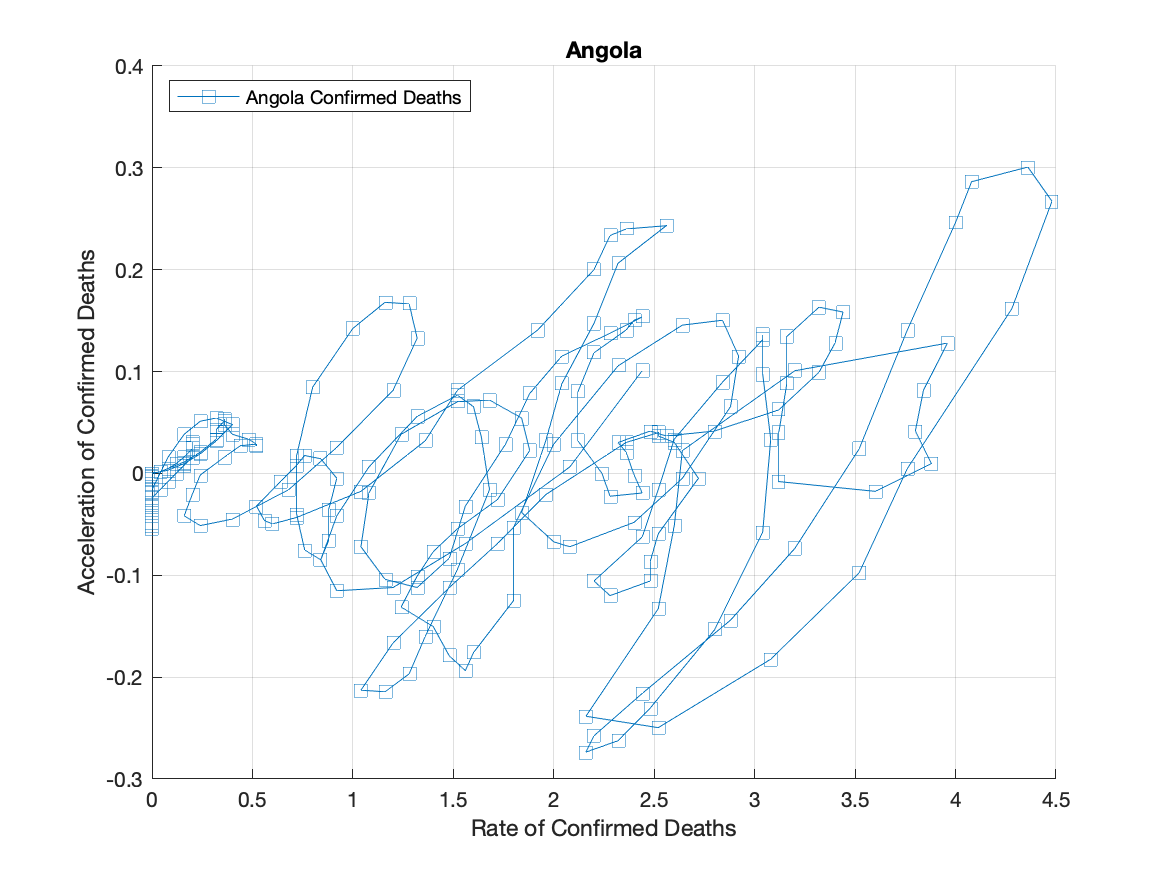 Angola
0.4
Angola Confirmed Deaths
0.3
0.2
0.1
0
-0.1
-0.2
-0.3
Acceleration of Confirmed Deaths
0 0.5 1 1.5 2 2.5 3 3.5 4 4.5
Rate of Confirmed Deaths